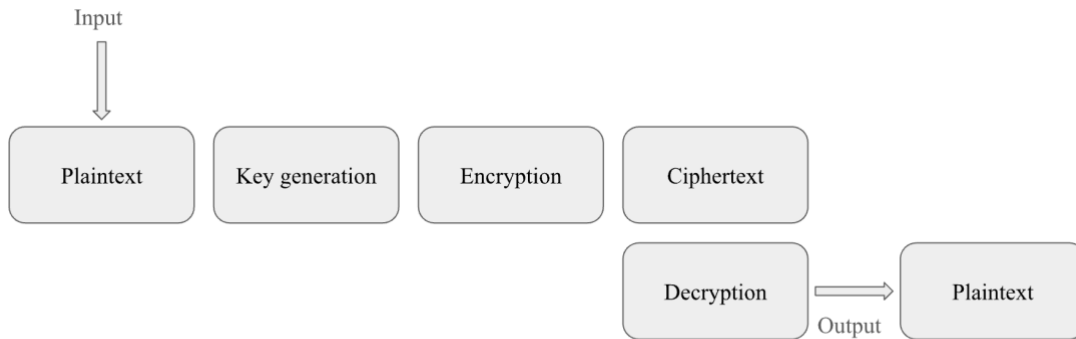 Input
Plaintext
Key generation
Encryption
Ciphertext
Decryption
Output
Plaintext